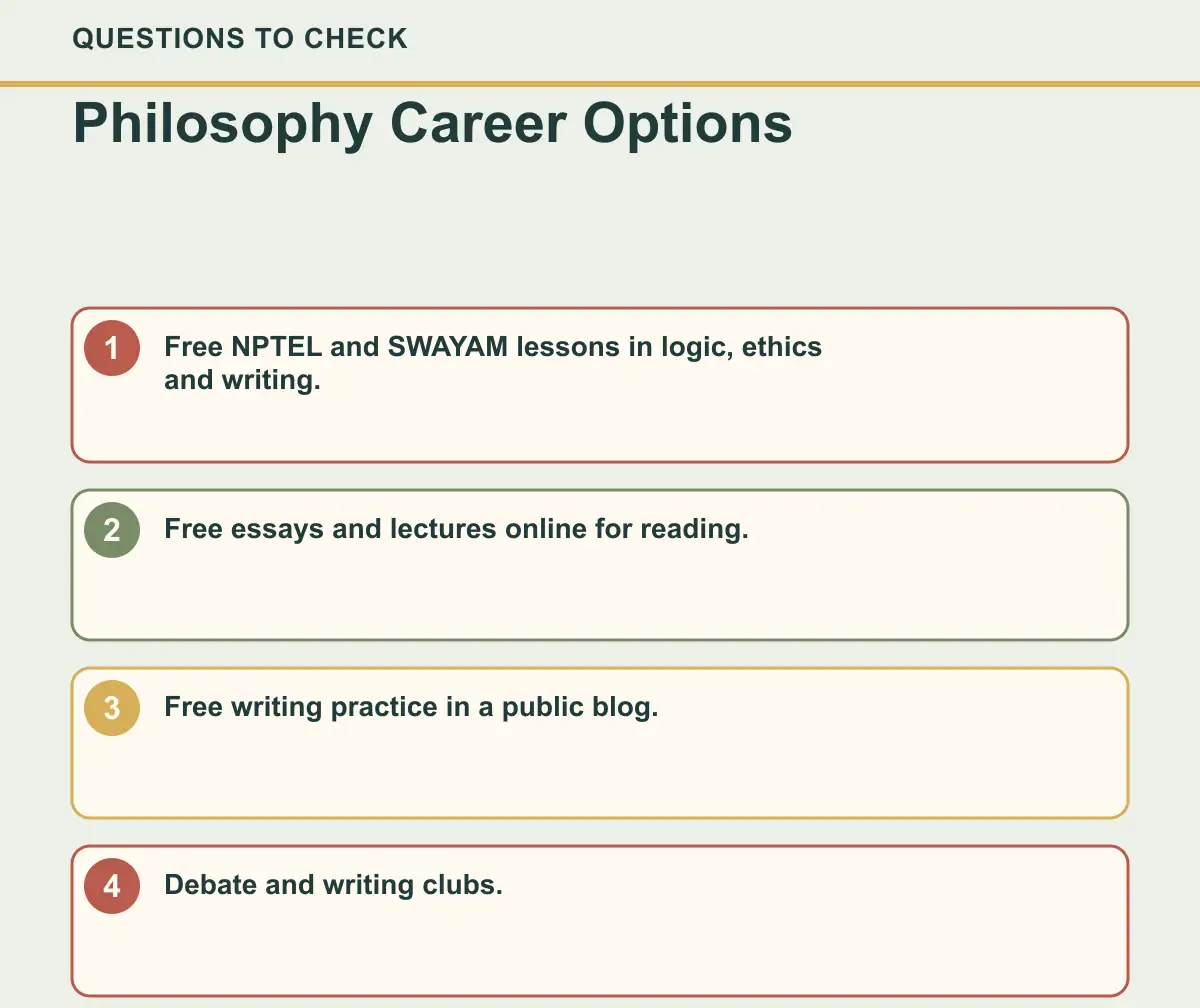 QUESTIONS TO CHECK
Philosophy Career Options
1
Free NPTEL and SWAYAM lessons in logic, ethics
and writing.
2
Free essays and lectures online for reading.
3
Free writing practice in a public blog.
4
Debate and writing clubs.